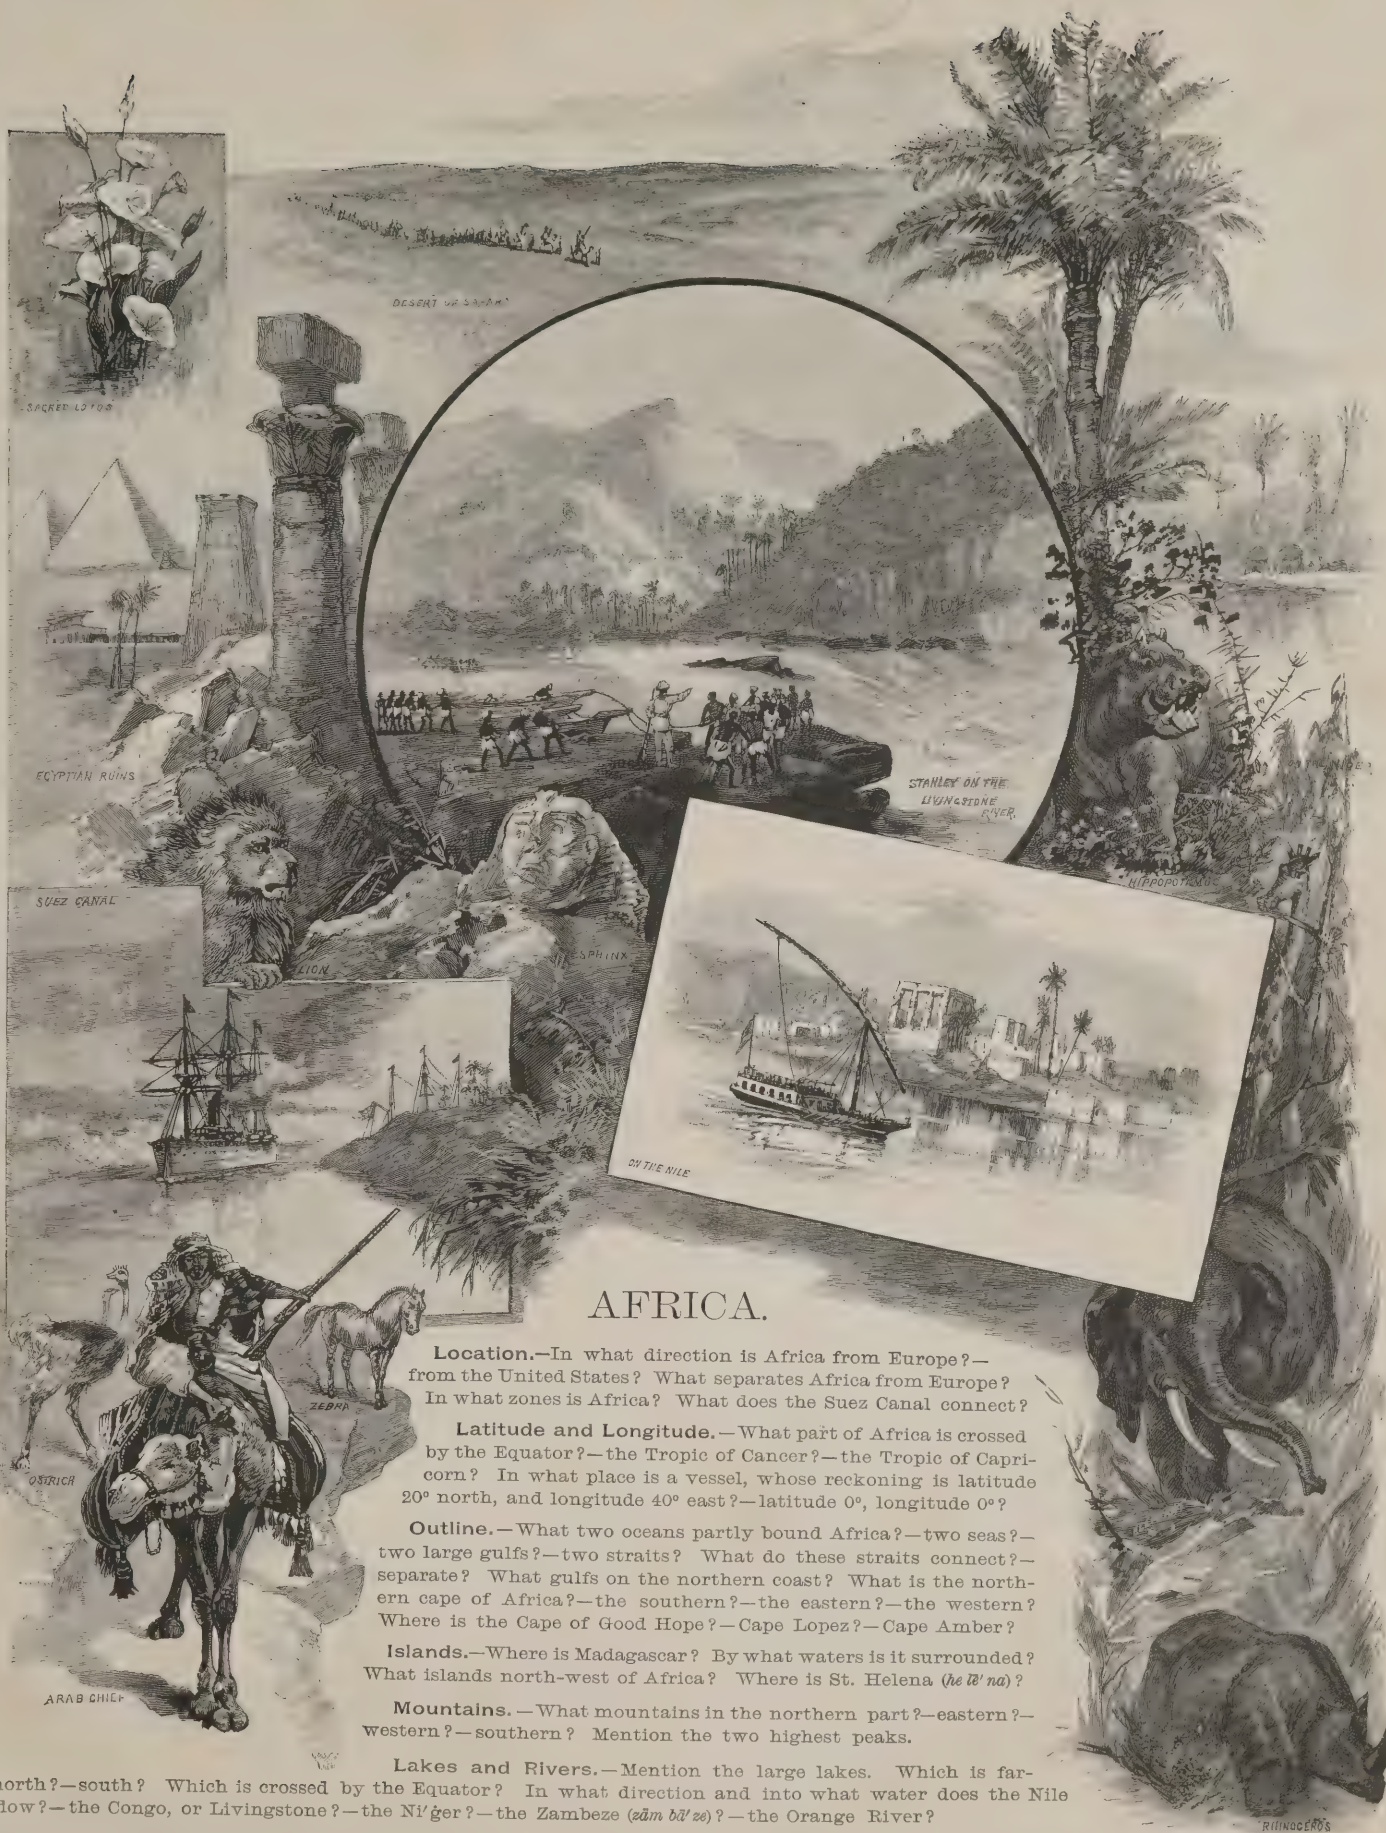 SACRED LOTUS
DESERT OF SAHARA
EGYPTIAN RUINS
STANLEY ON THE
LIVINGSTONE
RIVER.
HIPPOPOTAMUS
SUEZ CANAL
LION
SPHINX
ON THE NILE
OSTRICH
ZEBRA
ARAB CHIEF
RHINOCEROS
AFRICA.
Location.—In what direction is Africa from Europe?—
from the United States? What separates Africa from Europe?
In what zones is Africa? What does the Suez Canal connect?
Latitude and Longitude.—What part of Africa is crossed
by the Equator?—the Tropic of Cancer?—the Tropic of Capri-
corn? In what place is a vessel, whose reckoning is latitude
20° north, and longitude 40° east?—latitude 0°, longitude 0°?
Outline.—What two oceans partly bound Africa?—two seas?—
two large gulfs?—two straits? What do these straits connect?—
separate? What gulfs on the northern coast? What is the north-
ern cape of Africa?—the southern?—the eastern?—the western?
Where is the Cape of Good Hope?—Cape Lopez?—Cape Amber?
Islands.—Where is Madagascar? By what waters is it surrounded?
What islands north-west of Africa? Where is St. Helena (he lē' na)?
Mountains.—What mountains in the northern part?—eastern?—
western?—southern? Mention the two highest peaks.
Lakes and Rivers.—Mention the large lakes. Which is far-
north?—south? Which is crossed by the Equator? In what direction and into what water does the Nile
low?—the Congo, or Livingstone?—the Ni' ġer?—the Zambeze (zäm bā' ze)?—the Orange River?